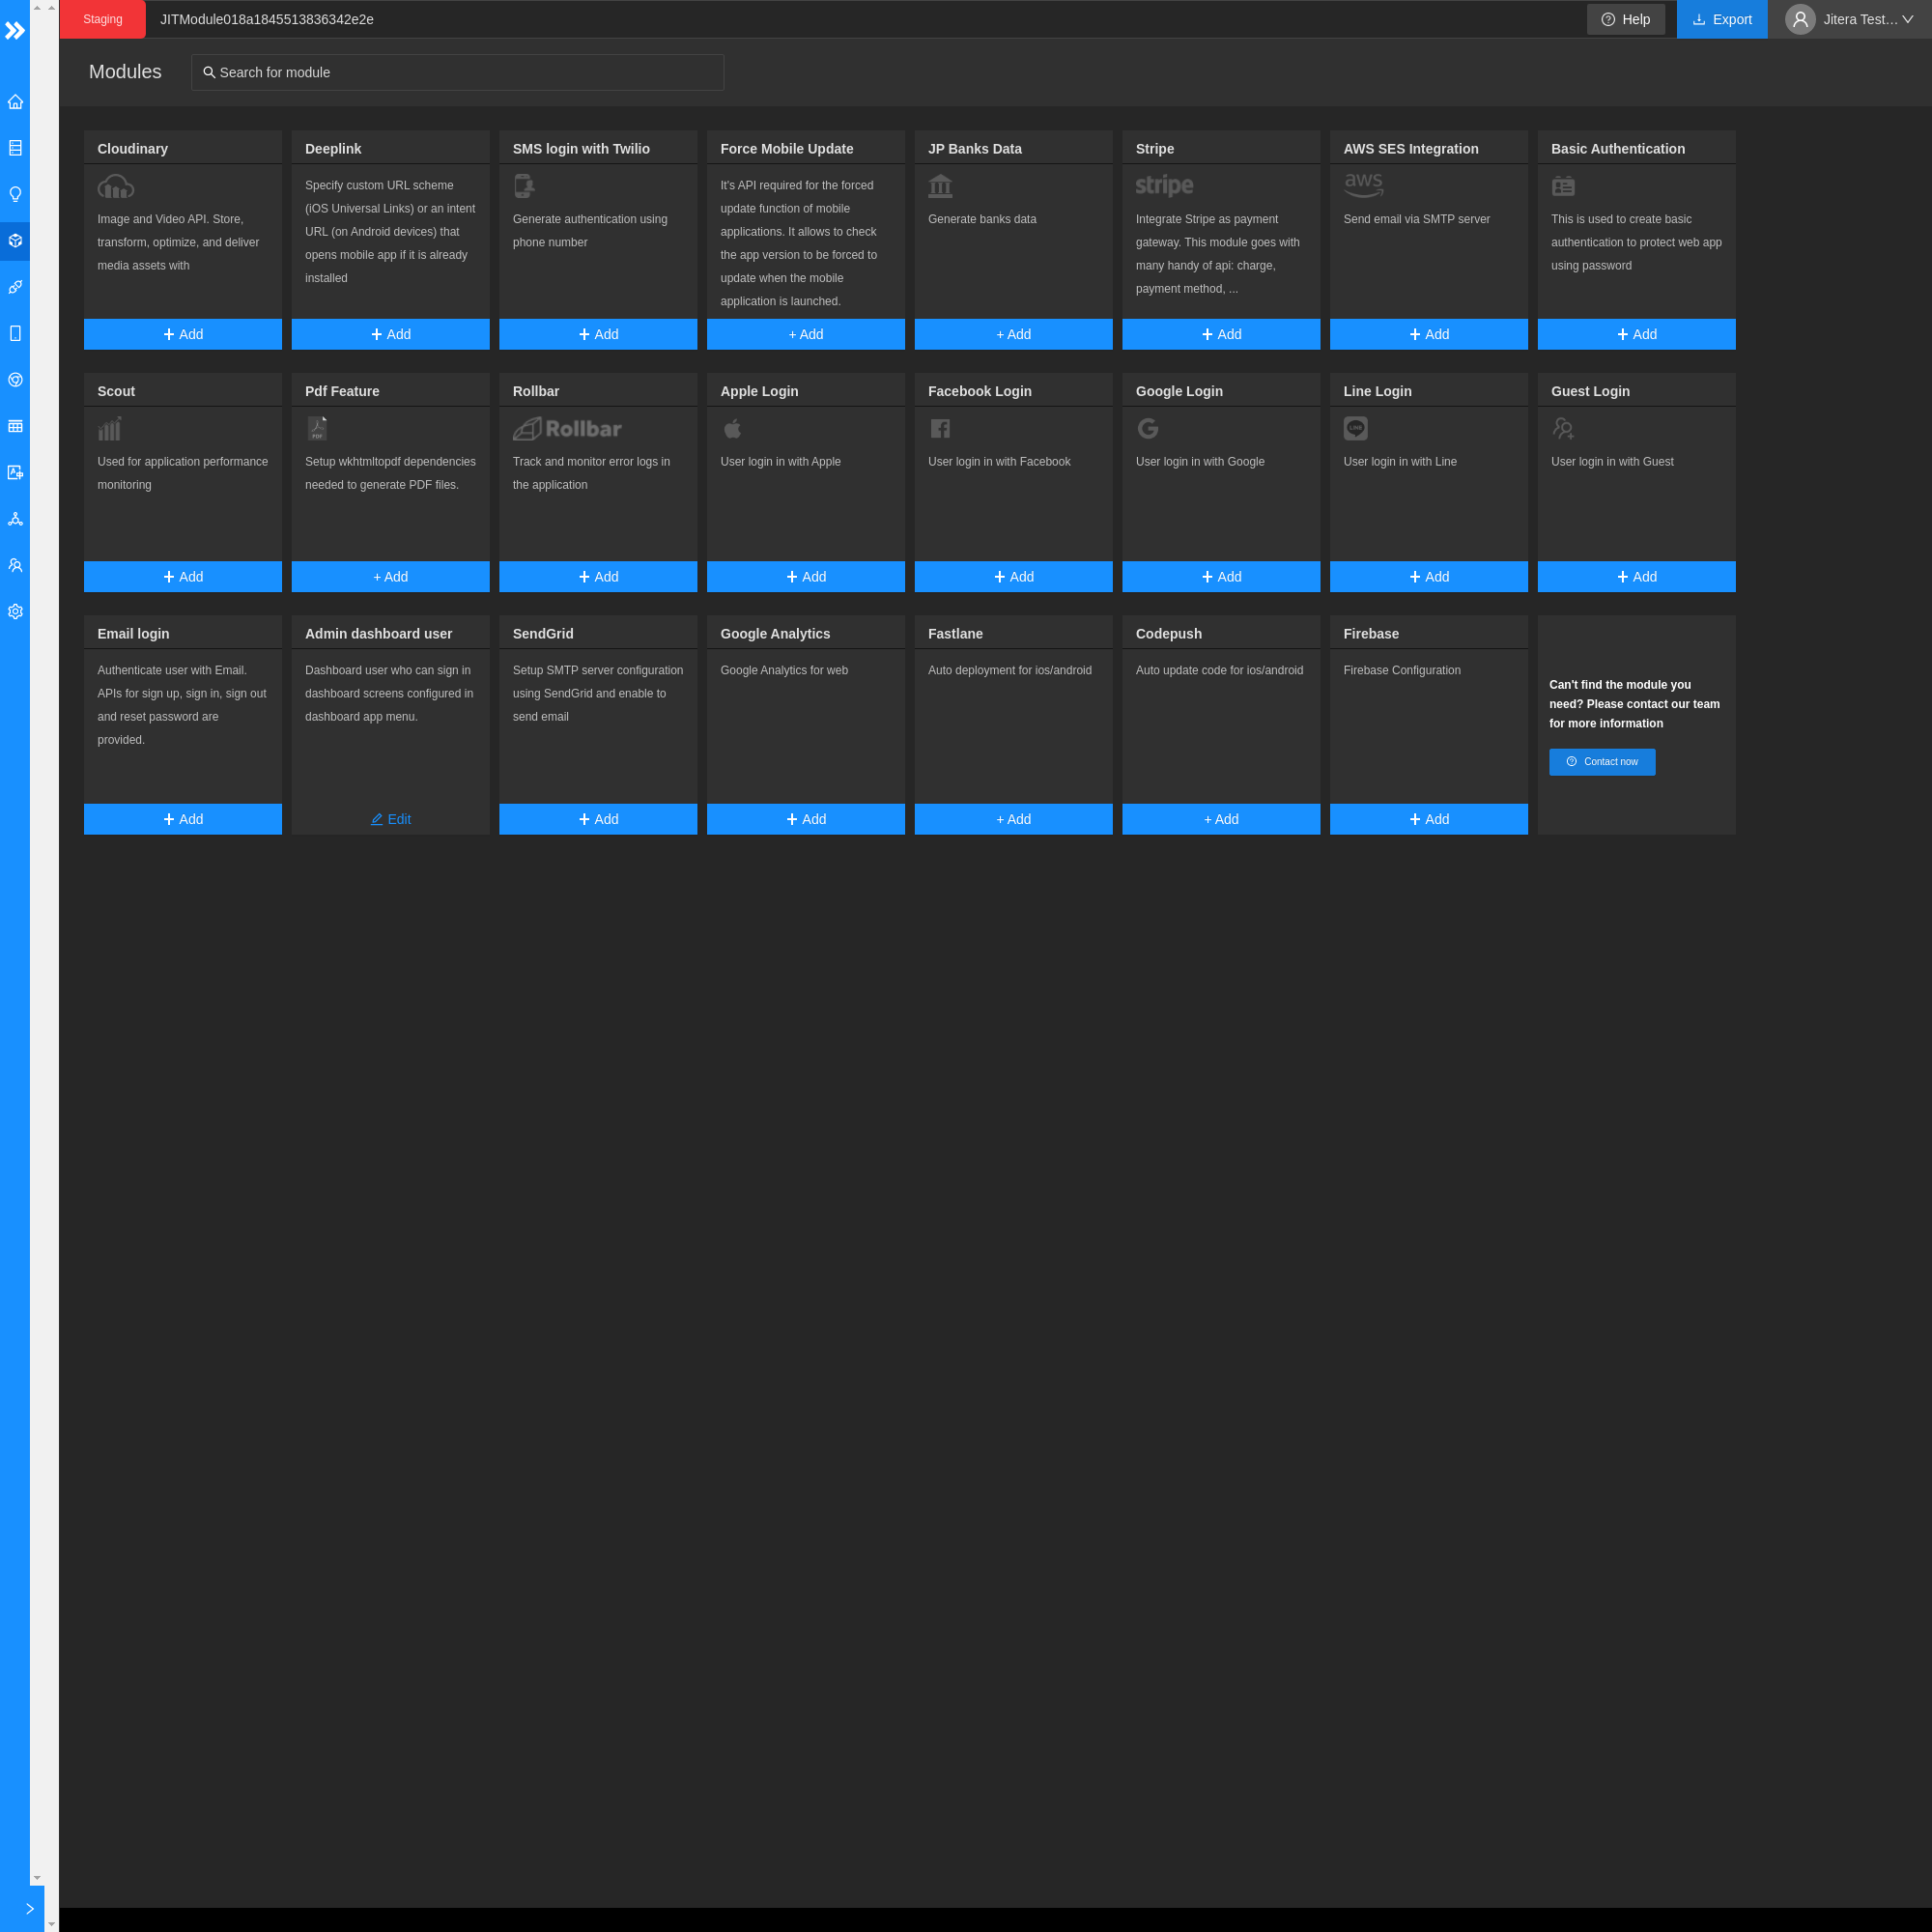 Staging
JITModule018a1845513836342e2e
Help
Export
Jitera Test…
Modules
Search for module
Cloudinary
Image and Video API. Store,
transform, optimize, and deliver
media assets with
+ Add
Deeplink
Specify custom URL scheme
(iOS Universal Links) or an intent
URL (on Android devices) that
opens mobile app if it is already
installed
+ Add
SMS login with Twilio
Generate authentication using
phone number
+ Add
Force Mobile Update
It's API required for the forced
update function of mobile
applications. It allows to check
the app version to be forced to
update when the mobile
application is launched.
+ Add
JP Banks Data
Generate banks data
+ Add
Stripe
stripe
Integrate Stripe as payment
gateway. This module goes with
many handy of api: charge,
payment method, ...
+ Add
AWS SES Integration
aws
Send email via SMTP server
+ Add
Basic Authentication
This is used to create basic
authentication to protect web app
using password
+ Add
Scout
Used for application performance
monitoring
+ Add
Pdf Feature
PDF
Setup wkhtmltopdf dependencies
needed to generate PDF files.
+ Add
Rollbar
Rollbar
Track and monitor error logs in
the application
+ Add
Apple Login
User login in with Apple
+ Add
Facebook Login
User login in with Facebook
+ Add
Google Login
User login in with Google
+ Add
Line Login
LINE
User login in with Line
+ Add
Guest Login
User login in with Guest
+ Add
Email login
Authenticate user with Email.
APIs for sign up, sign in, sign out
and reset password are
provided.
+ Add
Admin dashboard user
Dashboard user who can sign in
dashboard screens configured in
dashboard app menu.
Edit
SendGrid
Setup SMTP server configuration
using SendGrid and enable to
send email
+ Add
Google Analytics
Google Analytics for web
+ Add
Fastlane
Auto deployment for ios/android
+ Add
Codepush
Auto update code for ios/android
+ Add
Firebase
Firebase Configuration
+ Add
Can't find the module you
need? Please contact our team
for more information
Contact now